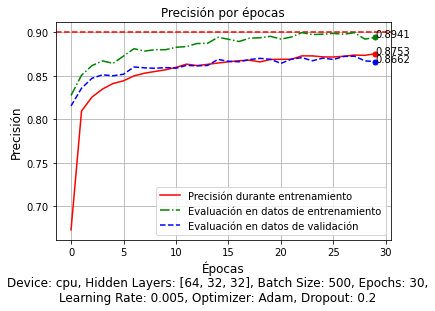 Precisión por épocas
Precisión
0.90
0.85
0.80
0.75
0.70
0.8941
0.8753
0.8662
Precisión durante entrenamiento
Evaluación en datos de entrenamiento
Evaluación en datos de validación
0 5 10 15 20 25 30
Épocas
Device: cpu, Hidden Layers: [64, 32, 32], Batch Size: 500, Epochs: 30,
Learning Rate: 0.005, Optimizer: Adam, Dropout: 0.2